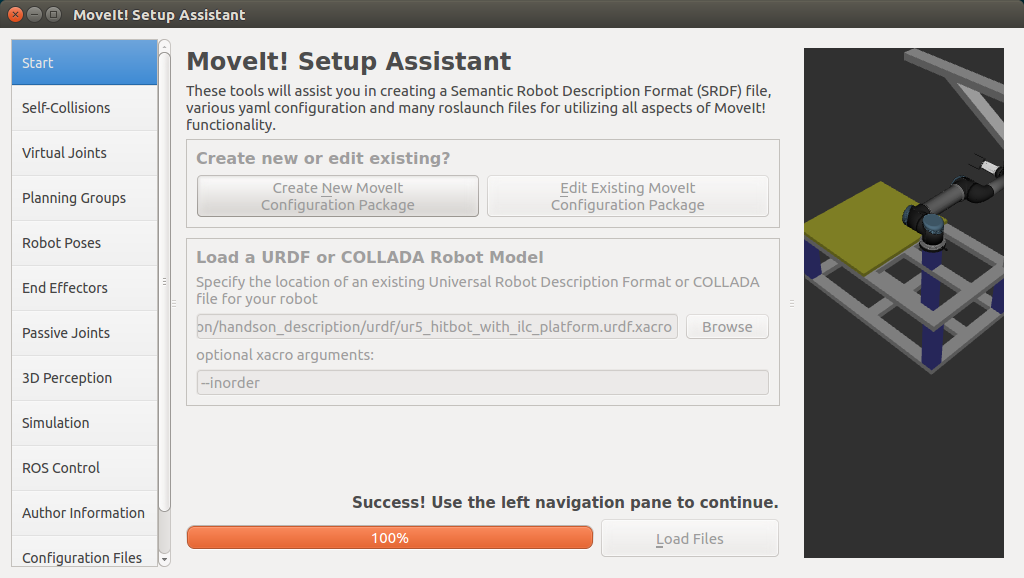 MoveIt! Setup Assistant
Start
Self-Collisions
Virtual Joints
Planning Groups
Robot Poses
End Effectors
Passive Joints
3D Perception
Simulation
ROS Control
Author Information
Configuration Files
MoveIt! Setup Assistant
These tools will assist you in creating a Semantic Robot Description Format (SRDF) file,
various yaml configuration and many roslaunch files for utilizing all aspects of MoveIt!
functionality.
Create new or edit existing?
Create New MoveIt
Configuration Package
Edit Existing MoveIt
Configuration Package
Load a URDF or COLLADA Robot Model
Specify the location of an existing Universal Robot Description Format or COLLADA
file for your robot
on/handson_description/urdf/ur5_hitbot_with_ilc_platform.urdf.xacro
Browse
optional xacro arguments:
--inorder
Success! Use the left navigation pane to continue.
100%
Load Files